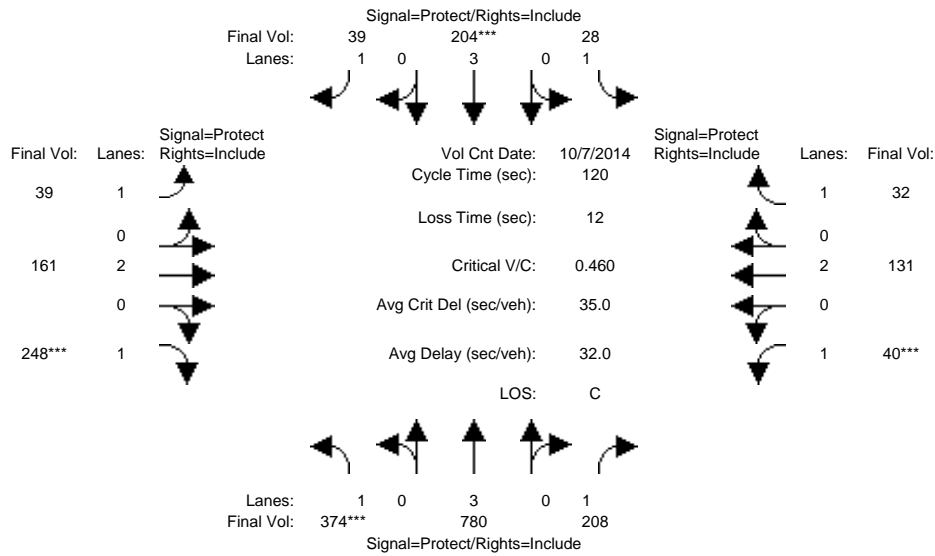 Signal=Protect/Rights=Include
Final Vol: 39 204*** 28
Lanes: 1 0 3 0 1
Signal=Protect Signal=Protect
Final Vol: Lanes: Rights=Include Vol Cnt Date: 10/7/2014 Rights=Include Lanes: Final Vol:
Cycle Time (sec): 120
39 1 1 32
Loss Time (sec): 12
0 0
161 2 Critical V/C: 0.460 2 131
0 Avg Crit Del (sec/veh): 35.0 0
248*** 1 Avg Delay (sec/veh): 32.0 1 40***
LOS: C
Lanes: 1 0 3 0 1
Final Vol: 374*** 780 208
Signal=Protect/Rights=Include